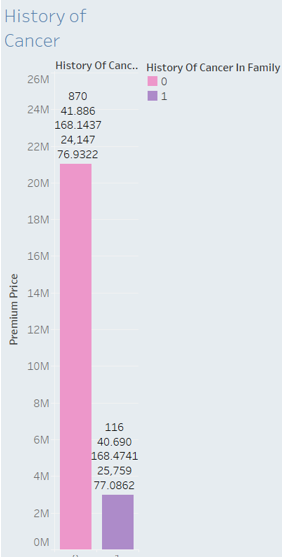 History of
Cancer
History Of Canc..
History Of Cancer In Family
0
1
26M
24M
22M
20M
18M
16M
14M
12M
10M
8M
6M
4M
2M
0M
Premium Price
870
41.886
168.1437
24,147
76.9322
116
40.690
168.4741
25,759
77.0862